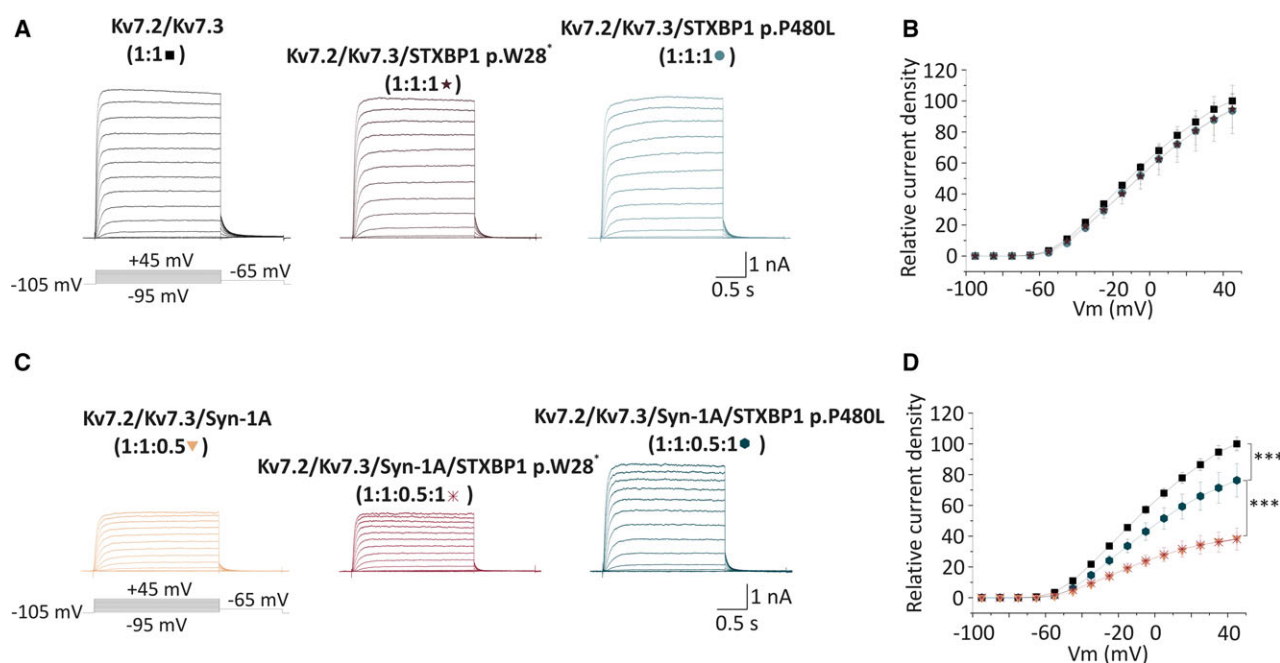 A
Kv7.2/Kv7.3
(1:1■)
Kv7.2/Kv7.3/STXBP1 p.W28*
(1:1:1★)
Kv7.2/Kv7.3/STXBP1 p.P480L
(1:1:1●)
-105 mV
+45 mV
-95 mV
-65 mV
1 nA
0.5 s
B
Relative current density
120
100
80
60
40
20
0
-100
-60
-20
0
40
Vm (mV)
C
Kv7.2/Kv7.3/Syn-1A
(1:1:0.5▼)
Kv7.2/Kv7.3/Syn-1A/STXBP1 p.W28*
(1:1:0.5:1✳)
Kv7.2/Kv7.3/Syn-1A/STXBP1 p.P480L
(1:1:0.5:1⬢)
-105 mV
+45 mV
-95 mV
-65 mV
1 nA
0.5 s
D
Relative current density
120
100
80
60
40
20
0
-100
-60
-20
0
40
Vm (mV)
***
***